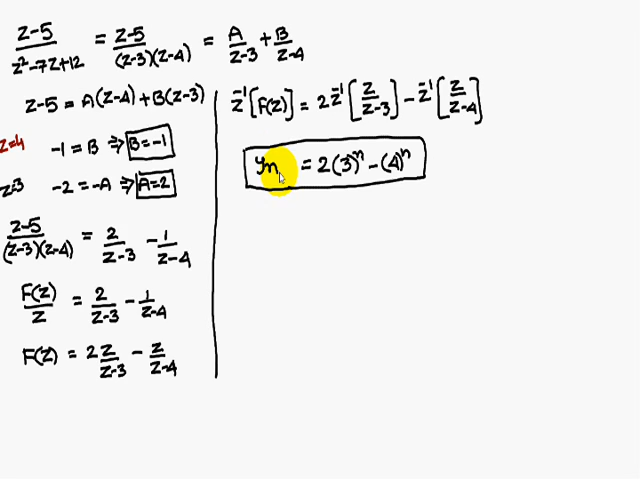 z-5/z²-7z+12 = z-5/(z-3)(z-4) = A/z-3 + B/z-4
z-5 = A(z-4) + B(z-3)
z=4 -1 = B ⇒ B=-1
z=3 -2 = -A ⇒ A=2
z-5/(z-3)(z-4) = 2/z-3 - 1/z-4
F(z)/z = 2/z-3 - 1/z-4
F(z) = 2z/z-3 - z/z-4
z⁻¹[F(z)] = 2z⁻¹[z/z-3] - z⁻¹[z/z-4]
yn = 2(3)ⁿ - (4)ⁿ